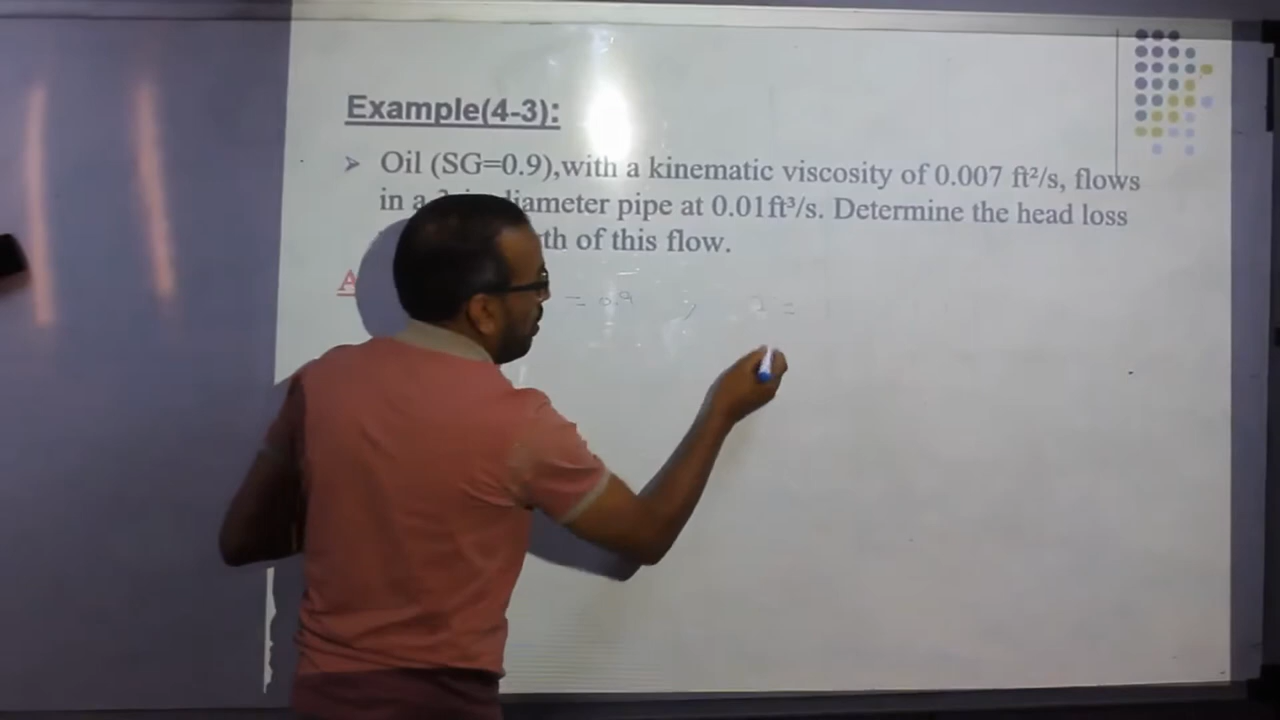 Example(4-3):
Oil (SG=0.9),with a kinematic viscosity of 0.007 ft²/s, flows
in a diameter pipe at 0.01ft³/s. Determine the head loss
of this flow.
= 0.9 , =